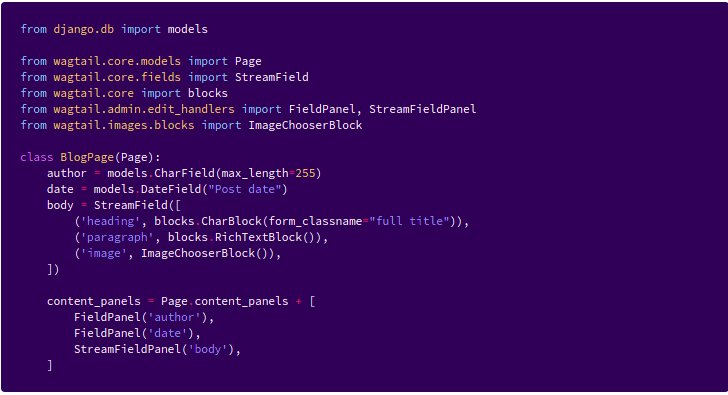 from django.db import models

from wagtail.core.models import Page
from wagtail.core.fields import StreamField
from wagtail.core import blocks
from wagtail.admin.edit_handlers import FieldPanel, StreamFieldPanel
from wagtail.images.blocks import ImageChooserBlock

class BlogPage(Page):
    author = models.CharField(max_length=255)
    date = models.DateField("Post date")
    body = StreamField([
        ('heading', blocks.CharBlock(form_classname="full title")),
        ('paragraph', blocks.RichTextBlock()),
        ('image', ImageChooserBlock()),
    ])

    content_panels = Page.content_panels + [
        FieldPanel('author'),
        FieldPanel('date'),
        StreamFieldPanel('body'),
    ]